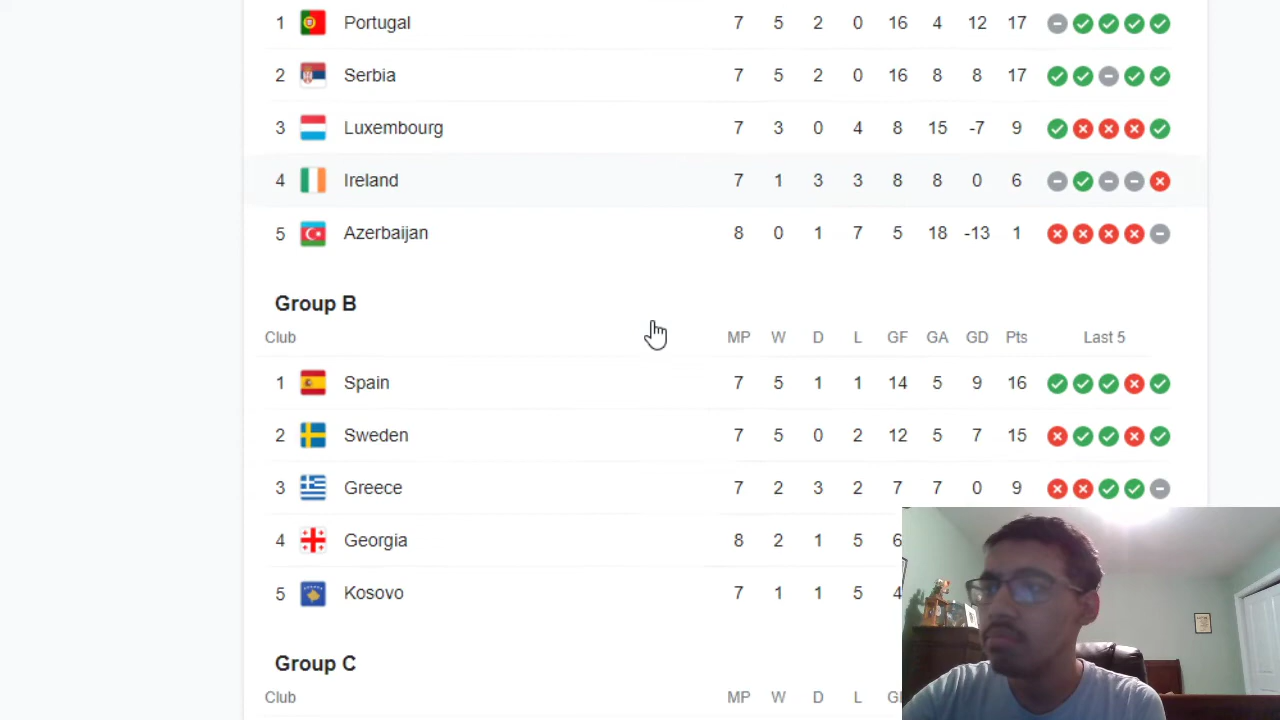 1 Portugal 7 5 2 0 16 4 12 17
2 Serbia 7 5 2 0 16 8 8 17
3 Luxembourg 7 3 0 4 8 15 -7 9
4 Ireland 7 1 3 3 8 8 0 6
5 Azerbaijan 8 0 1 7 5 18 -13 1
Group B
Club MP W D L GF GA GD Pts Last 5
1 Spain 7 5 1 1 14 5 9 16
2 Sweden 7 5 0 2 12 5 7 15
3 Greece 7 2 3 2 7 7 0 9
4 Georgia 8 2 1 5 6
5 Kosovo 7 1 1 5 4
Group C
Club MP W D L